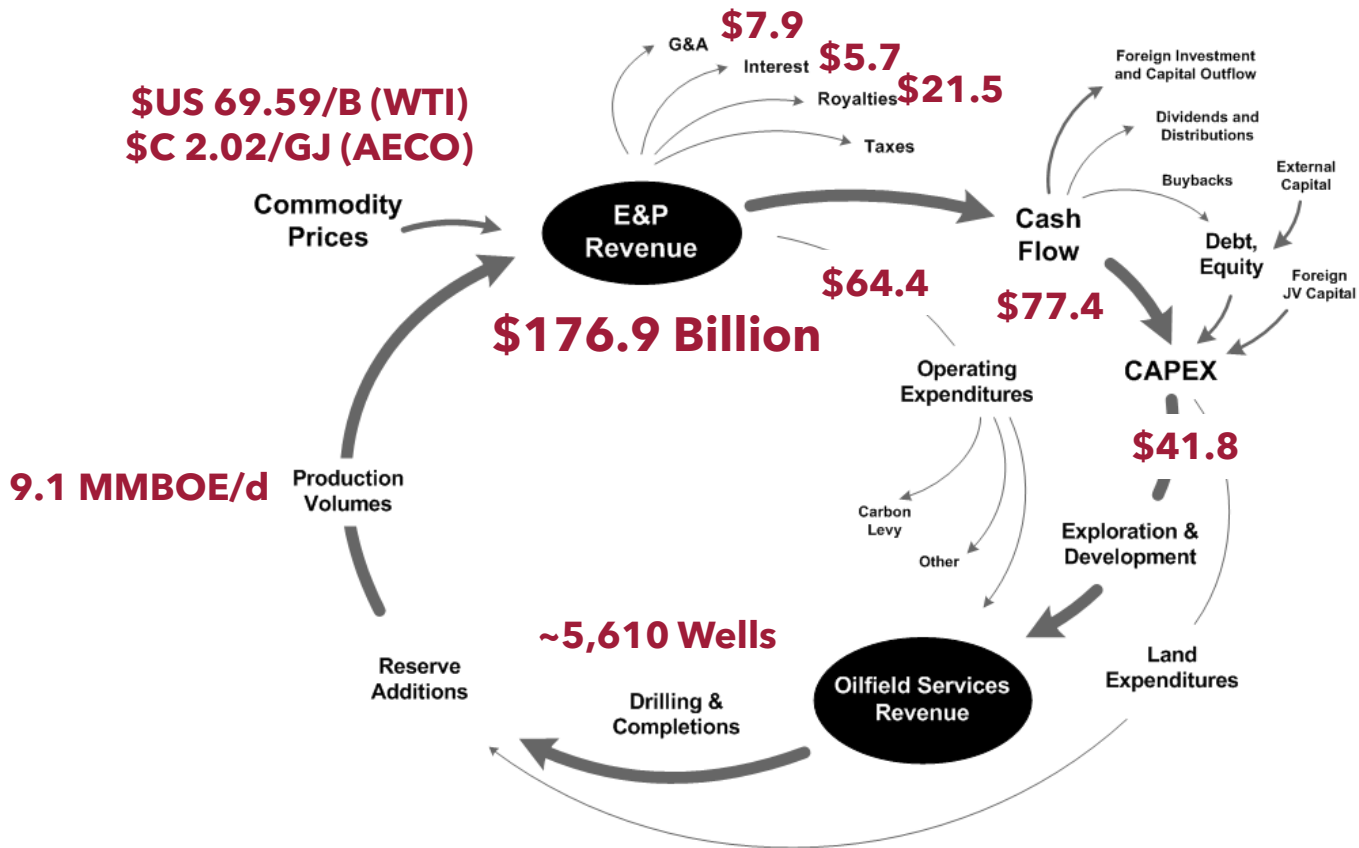 $7.9
G&A
Interest
$5.7
Royalties
$21.5
Taxes
Foreign Investment
and Capital Outflow
Dividends and
Distributions
$US 69.59/B (WTI)
$C 2.02/GJ (AECO)
Commodity
Prices
E&P
Revenue
$176.9 Billion
Cash
Flow
$77.4
Buybacks
External
Capital
Debt,
Equity
Foreign
JV Capital
$64.4
Operating
Expenditures
CAPEX
$41.8
9.1 MMBOE/d
Production
Volumes
Carbon
Levy
Other
Exploration &
Development
~5,610 Wells
Reserve
Additions
Drilling &
Completions
Oilfield Services
Revenue
Land
Expenditures